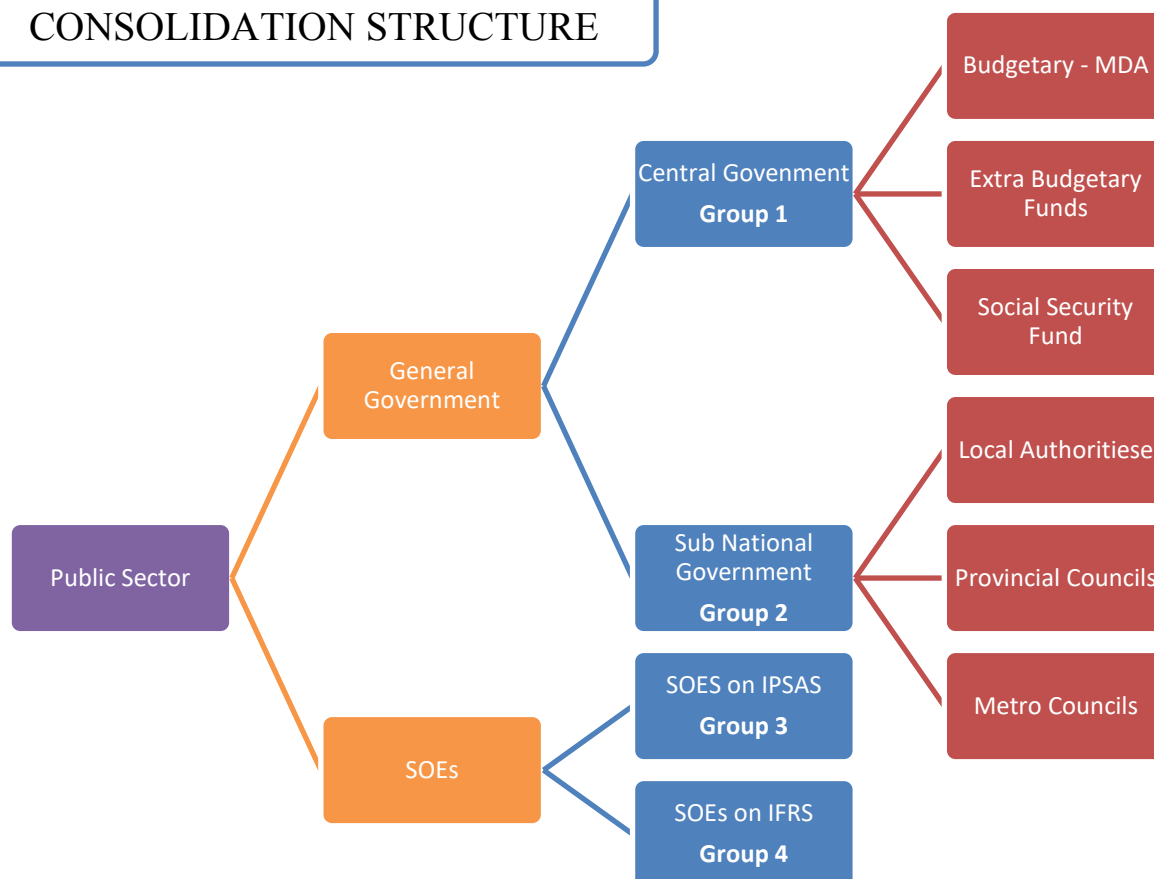 CONSOLIDATION STRUCTURE
Public Sector
General
Government
SOEs
Central Govenment
Group 1
Sub National
Government
Group 2
SOES on IPSAS
Group 3
SOEs on IFRS
Group 4
Budgetary - MDA
Extra Budgetary
Funds
Social Security
Fund
Local Authoritiese
Provincial Councils
Metro Councils